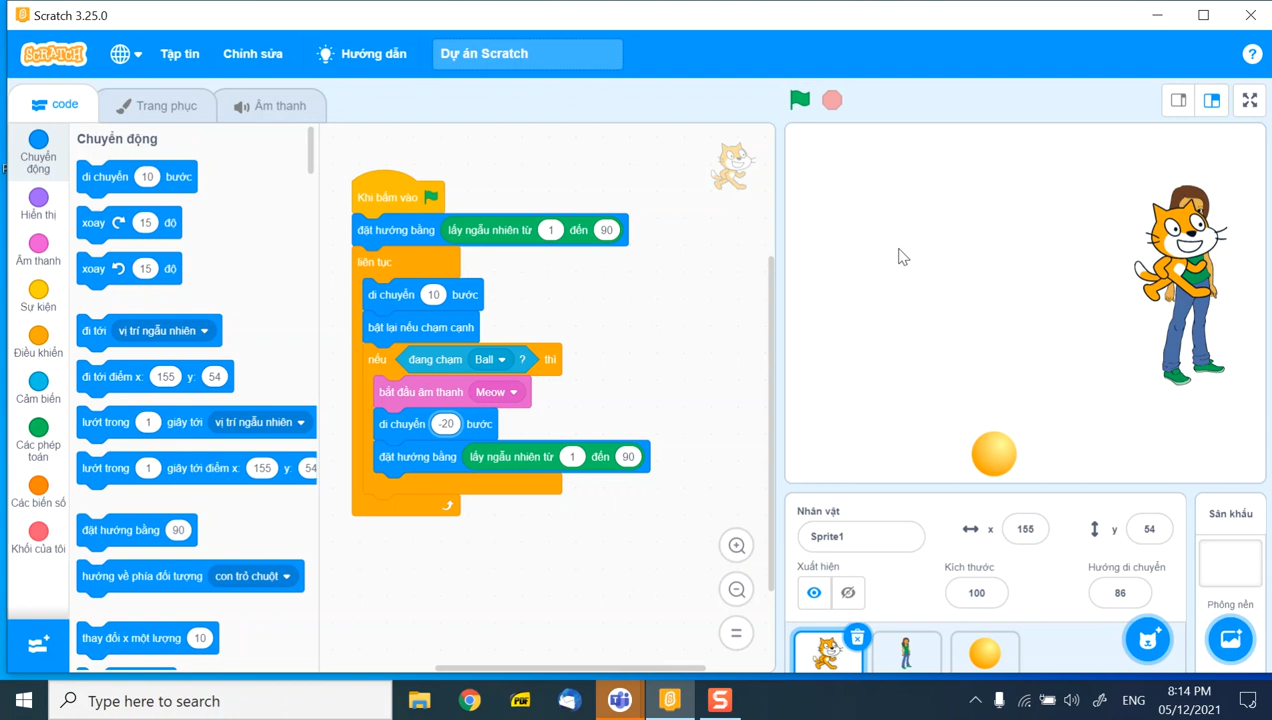 Scratch 3.25.0
SCRATCH
Tập tin
Chính sửa
Hướng dẫn
Dự án Scratch
?
code
Trang phục
Âm thanh
Chuyển động
Hiển thị
Âm thanh
Sự kiện
Điều khiển
Cảm biến
Các phép toán
Các biến số
Khối của tôi
Chuyển động
di chuyển 10 bước
xoay 15 độ
xoay 15 độ
đi tới vị trí ngẫu nhiên
đi tới điểm x: 155 y: 54
lướt trong 1 giây tới vị trí ngẫu nhiên
lướt trong 1 giây tới điểm x: 155 y: 54
đặt hướng bằng 90
hướng về phía đối tượng con trỏ chuột
thay đổi x một lượng 10
Khi bấm vào
đặt hướng bằng lấy ngẫu nhiên từ 1 đến 90
liên tục
di chuyển 10 bước
bật lại nếu chạm cạnh
nếu đang chạm Ball ? thì
bắt đầu âm thanh Meow
di chuyển -20 bước
đặt hướng bằng lấy ngẫu nhiên từ 1 đến 90
Nhân vật
Sprite1
x 155
y 54
Xuất hiện
Kích thước
100
Hướng di chuyển
86
Sân khấu
Phông nền
Type here to search
PDF
S
ENG
8:14 PM
05/12/2021